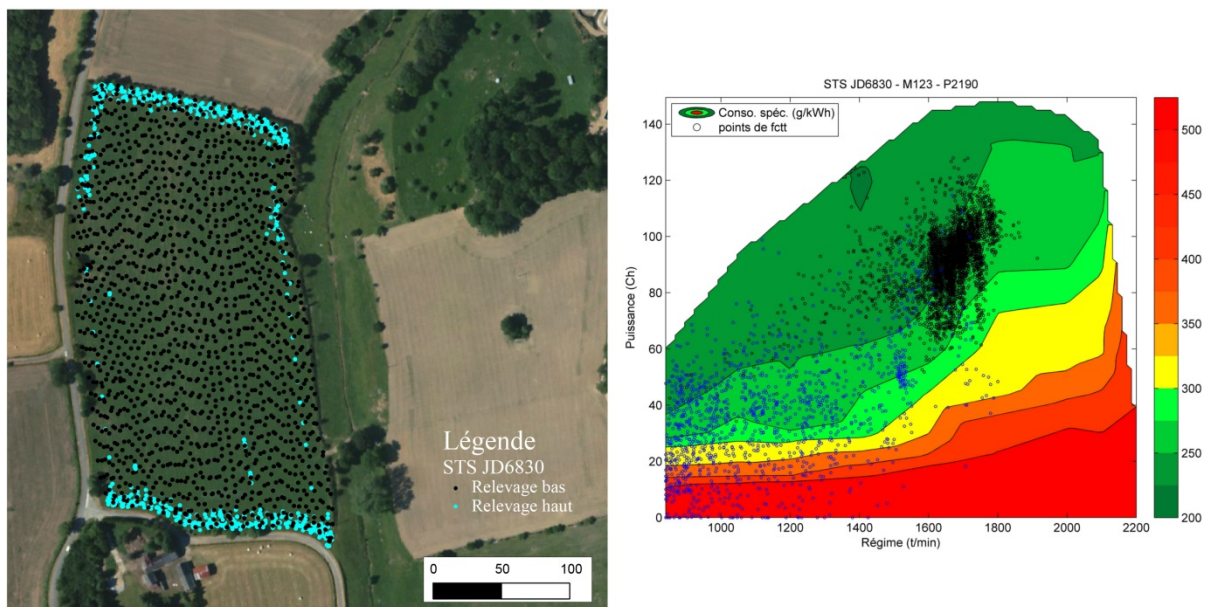 Légende
STS JD6830
Relevage bas
Relevage haut
0 50 100
STS JD6830 - M123 - P2190
Conso. spéc. (g/kWh)
points de fctt
Puissance (Ch)
140
120
100
80
60
40
20
0
1000 1200 1400 1600 1800 2000 2200
Régime (t/min)
500
450
400
350
300
250
200